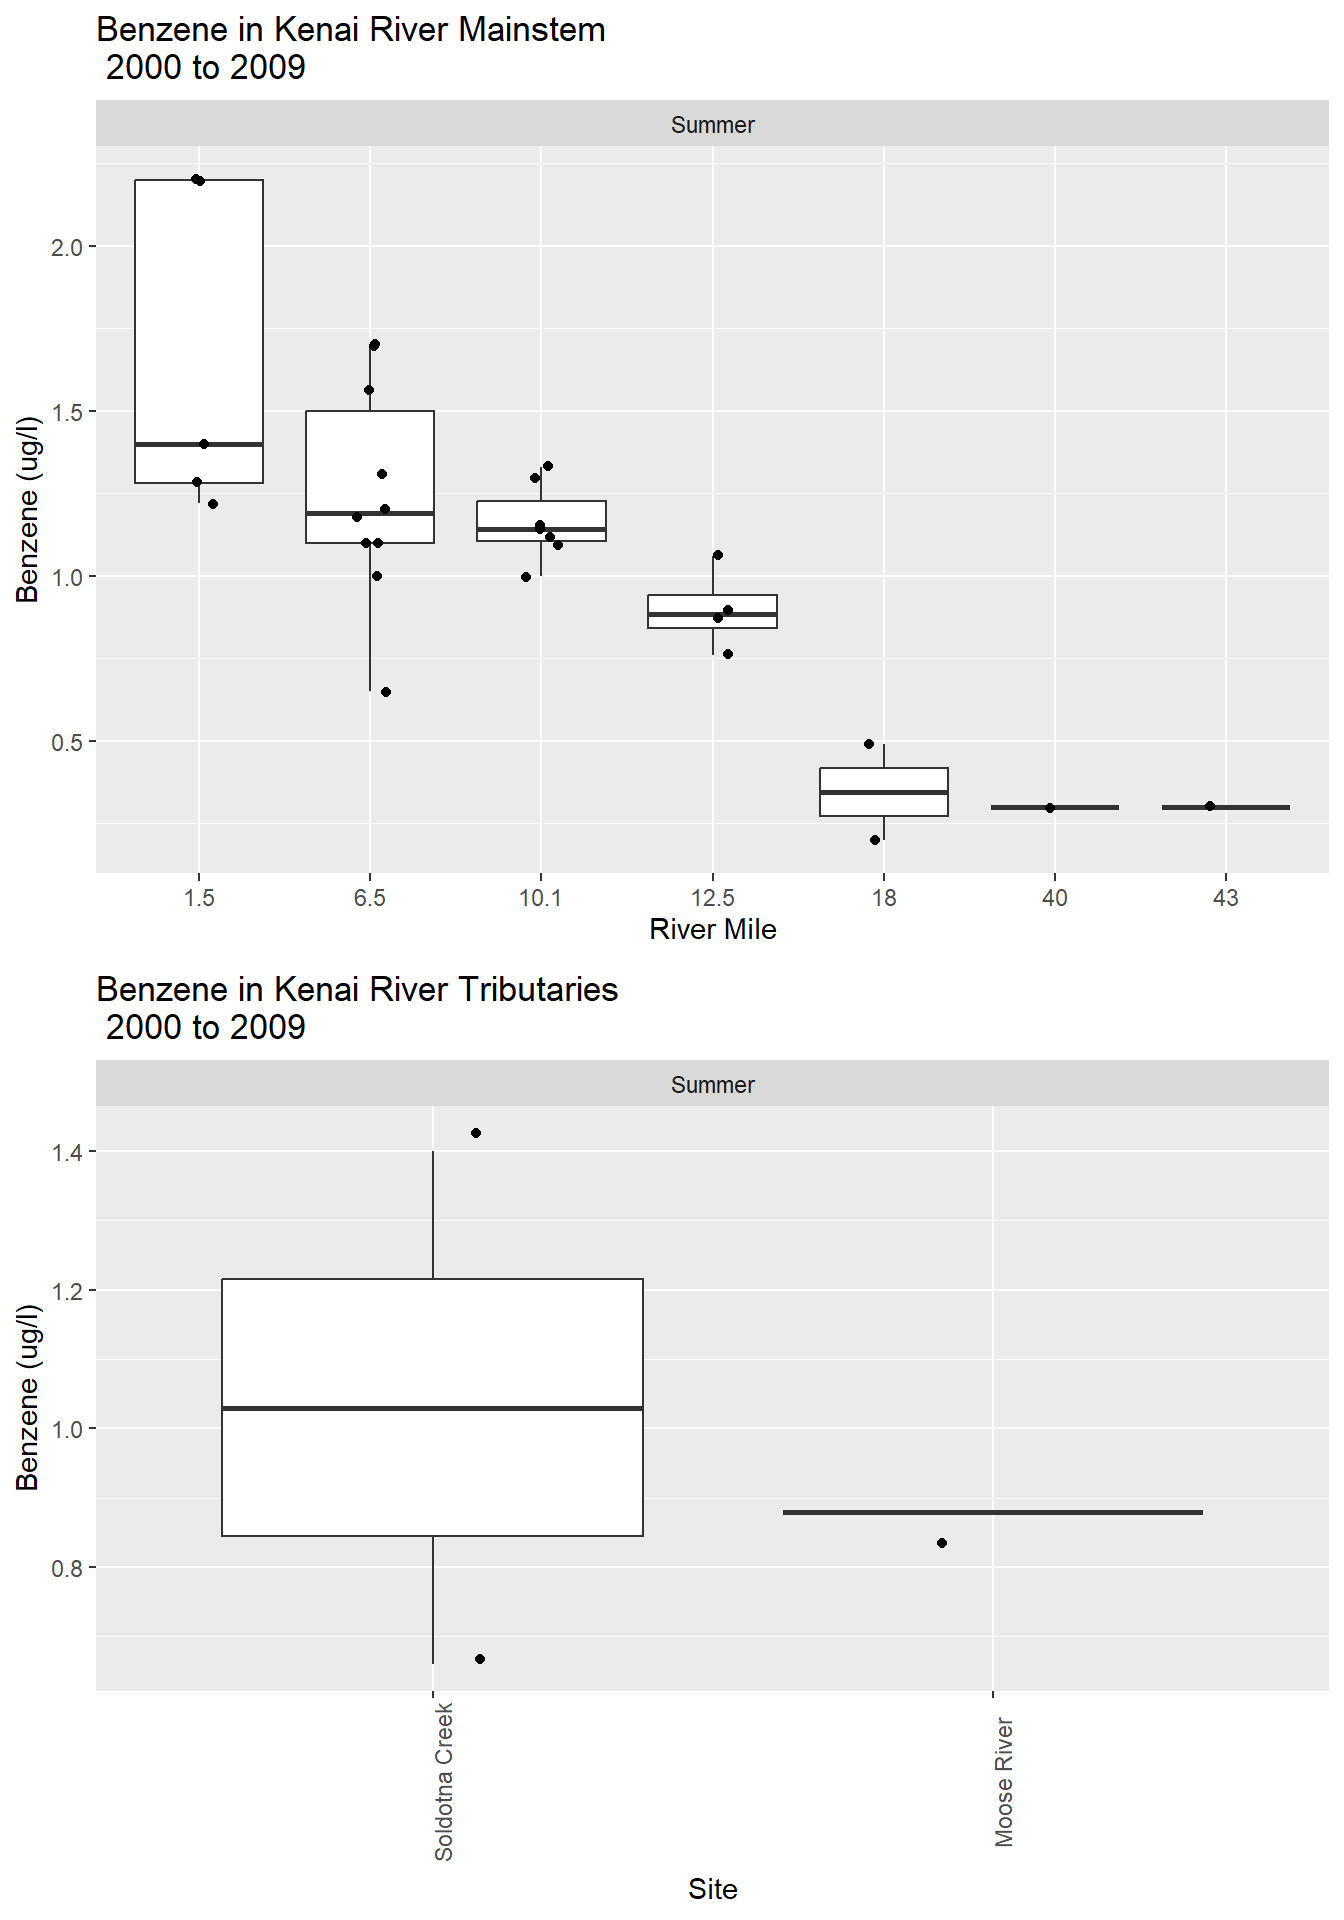 Benzene in Kenai River Mainstem
2000 to 2009
Summer
Benzene (ug/l)
2.0
1.5
1.0
0.5
1.5 6.5 10.1 12.5 18 40 43
River Mile
Benzene in Kenai River Tributaries
2000 to 2009
Summer
Benzene (ug/l)
1.4
1.2
1.0
0.8
Soldotna Creek
Moose River
Site